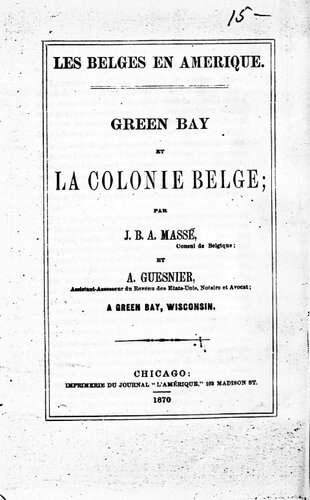 15-
LES BELGES EN AMERIQUE.
GREEN BAY
ET
LA COLONIE BELGE;
PAR
J. B. A. MASSÉ,
Consul de Belgique;
ET
A. GUESNIER,
Assistant-Assesseur du Revenu des Etats-Unis, Notaire et Avocat;
A GREEN BAY, WISCONSIN.
CHICAGO:
IMPRIMERIE DU JOURNAL "L'AMÉRIQUE," 162 MADISON ST.
1870